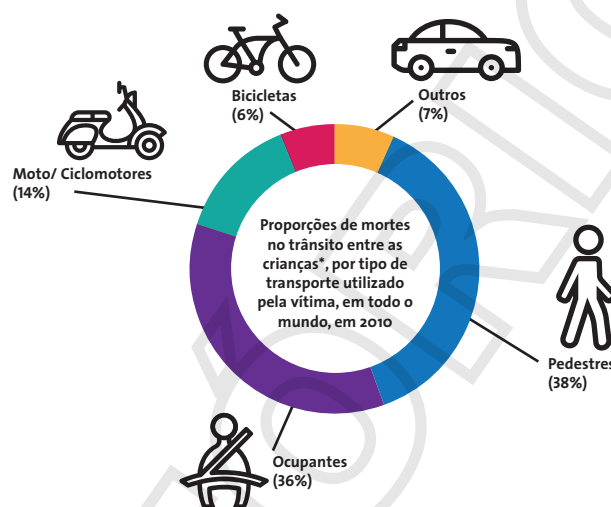 Bicicletas
(6%)
Outros
(7%)
Moto/ Ciclomotores
(14%)
Proporções de mortes
no trânsito entre as
crianças*, por tipo de
transporte utilizado
pela vítima, em todo o
mundo, em 2010
Pedestres
(38%)
Ocupantes
(36%)